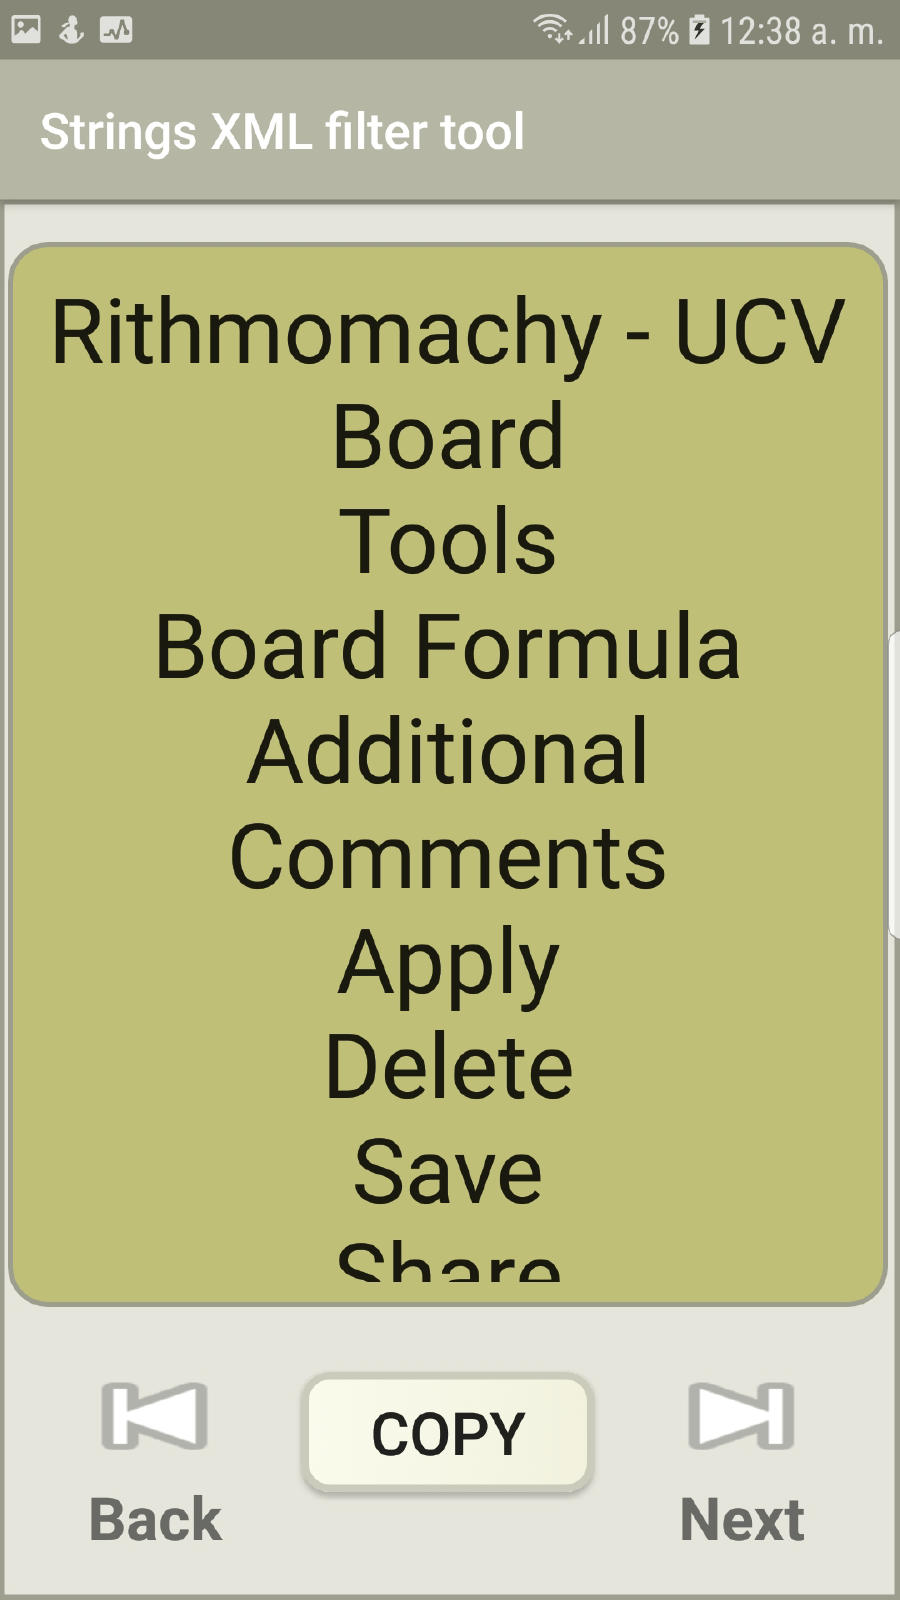 87% 12:38 a. m.
Strings XML filter tool
Rithmomachy - UCV
Board
Tools
Board Formula
Additional
Comments
Apply
Delete
Save
Share
COPY
Back
Next